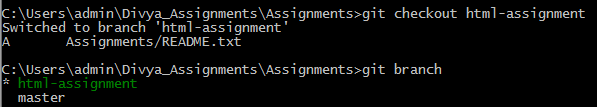 C:\Users\admin\Divya_Assignments\Assignments>git checkout html-assignment
Switched to branch 'html-assignment'
A       Assignments/README.txt
C:\Users\admin\Divya_Assignments\Assignments>git branch
* html-assignment
  master